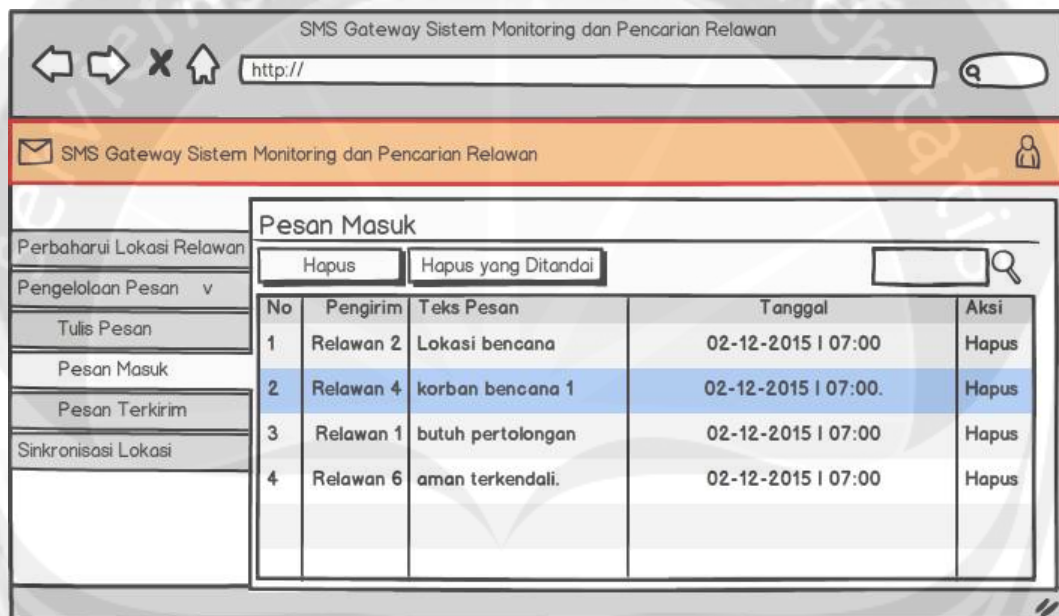 SMS Gateway Sistem Monitoring dan Pencarian Relawan
http://
SMS Gateway Sistem Monitoring dan Pencarian Relawan
Perbaharui Lokasi Relawan
Pengelolaan Pesan v
Tulis Pesan
Pesan Masuk
Pesan Terkirim
Sinkronisasi Lokasi
Pesan Masuk
Hapus Hapus yang Ditandai
No Pengirim Teks Pesan Tanggal Aksi
1 Relawan 2 Lokasi bencana 02-12-2015 | 07:00 Hapus
2 Relawan 4 korban bencana 1 02-12-2015 | 07:00. Hapus
3 Relawan 1 butuh pertolongan 02-12-2015 | 07:00 Hapus
4 Relawan 6 aman terkendali. 02-12-2015 | 07:00 Hapus